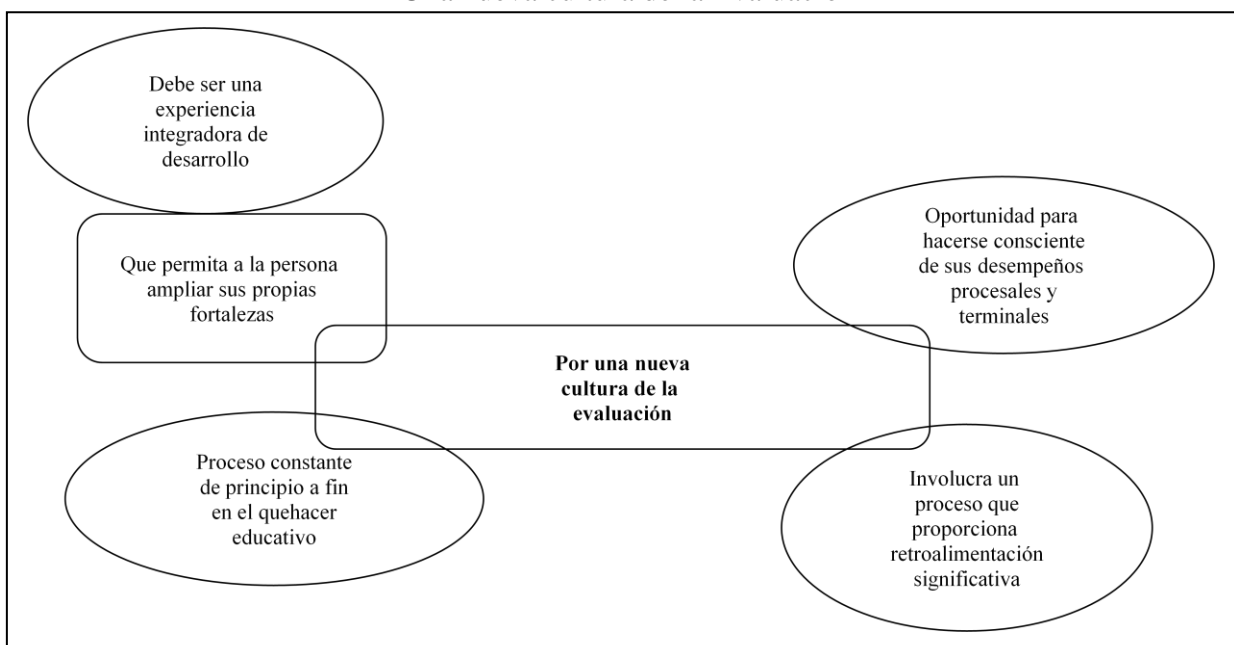 Debe ser una
experiencia
integradora de
desarrollo
Que permita a la persona
ampliar sus propias
fortalezas
Oportunidad para
hacerse consciente
de sus desempeños
procesales y
terminales
Por una nueva
cultura de la
evaluación
Proceso constante
de principio a fin
en el quehacer
educativo
Involucra un
proceso que
proporciona
retroalimentación
significativa